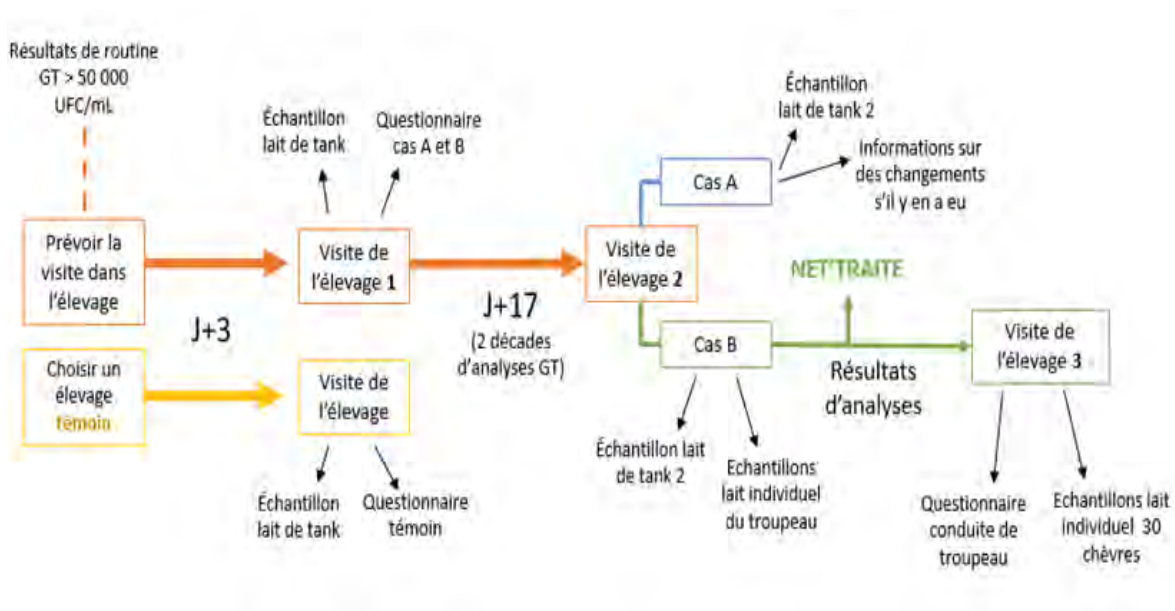 Résultats de routine
GT > 50 000
UFC/mL
Échantillon
lait de tank
Questionnaire
cas A et B
Échantillon
lait de tank 2
Informations sur
des changements
s'il y en a eu
Cas A
Prévoir la
visite dans
l'élevage
Visite de
l'élevage 1
Visite de
l'élevage 2
NET'TRAITE
J+3
J+17
(2 décades
d'analyses GT)
Cas B
Visite de
l'élevage 3
Choisir un
élevage
témoin
Visite de
l'élevage
Résultats
d'analyses
Échantillon
lait de tank
Questionnaire
témoin
Échantillon lait
de tank 2
Echantillons
lait individuel
du troupeau
Questionnaire
conduite de
troupeau
Echantillons lait
individuel 30
chèvres